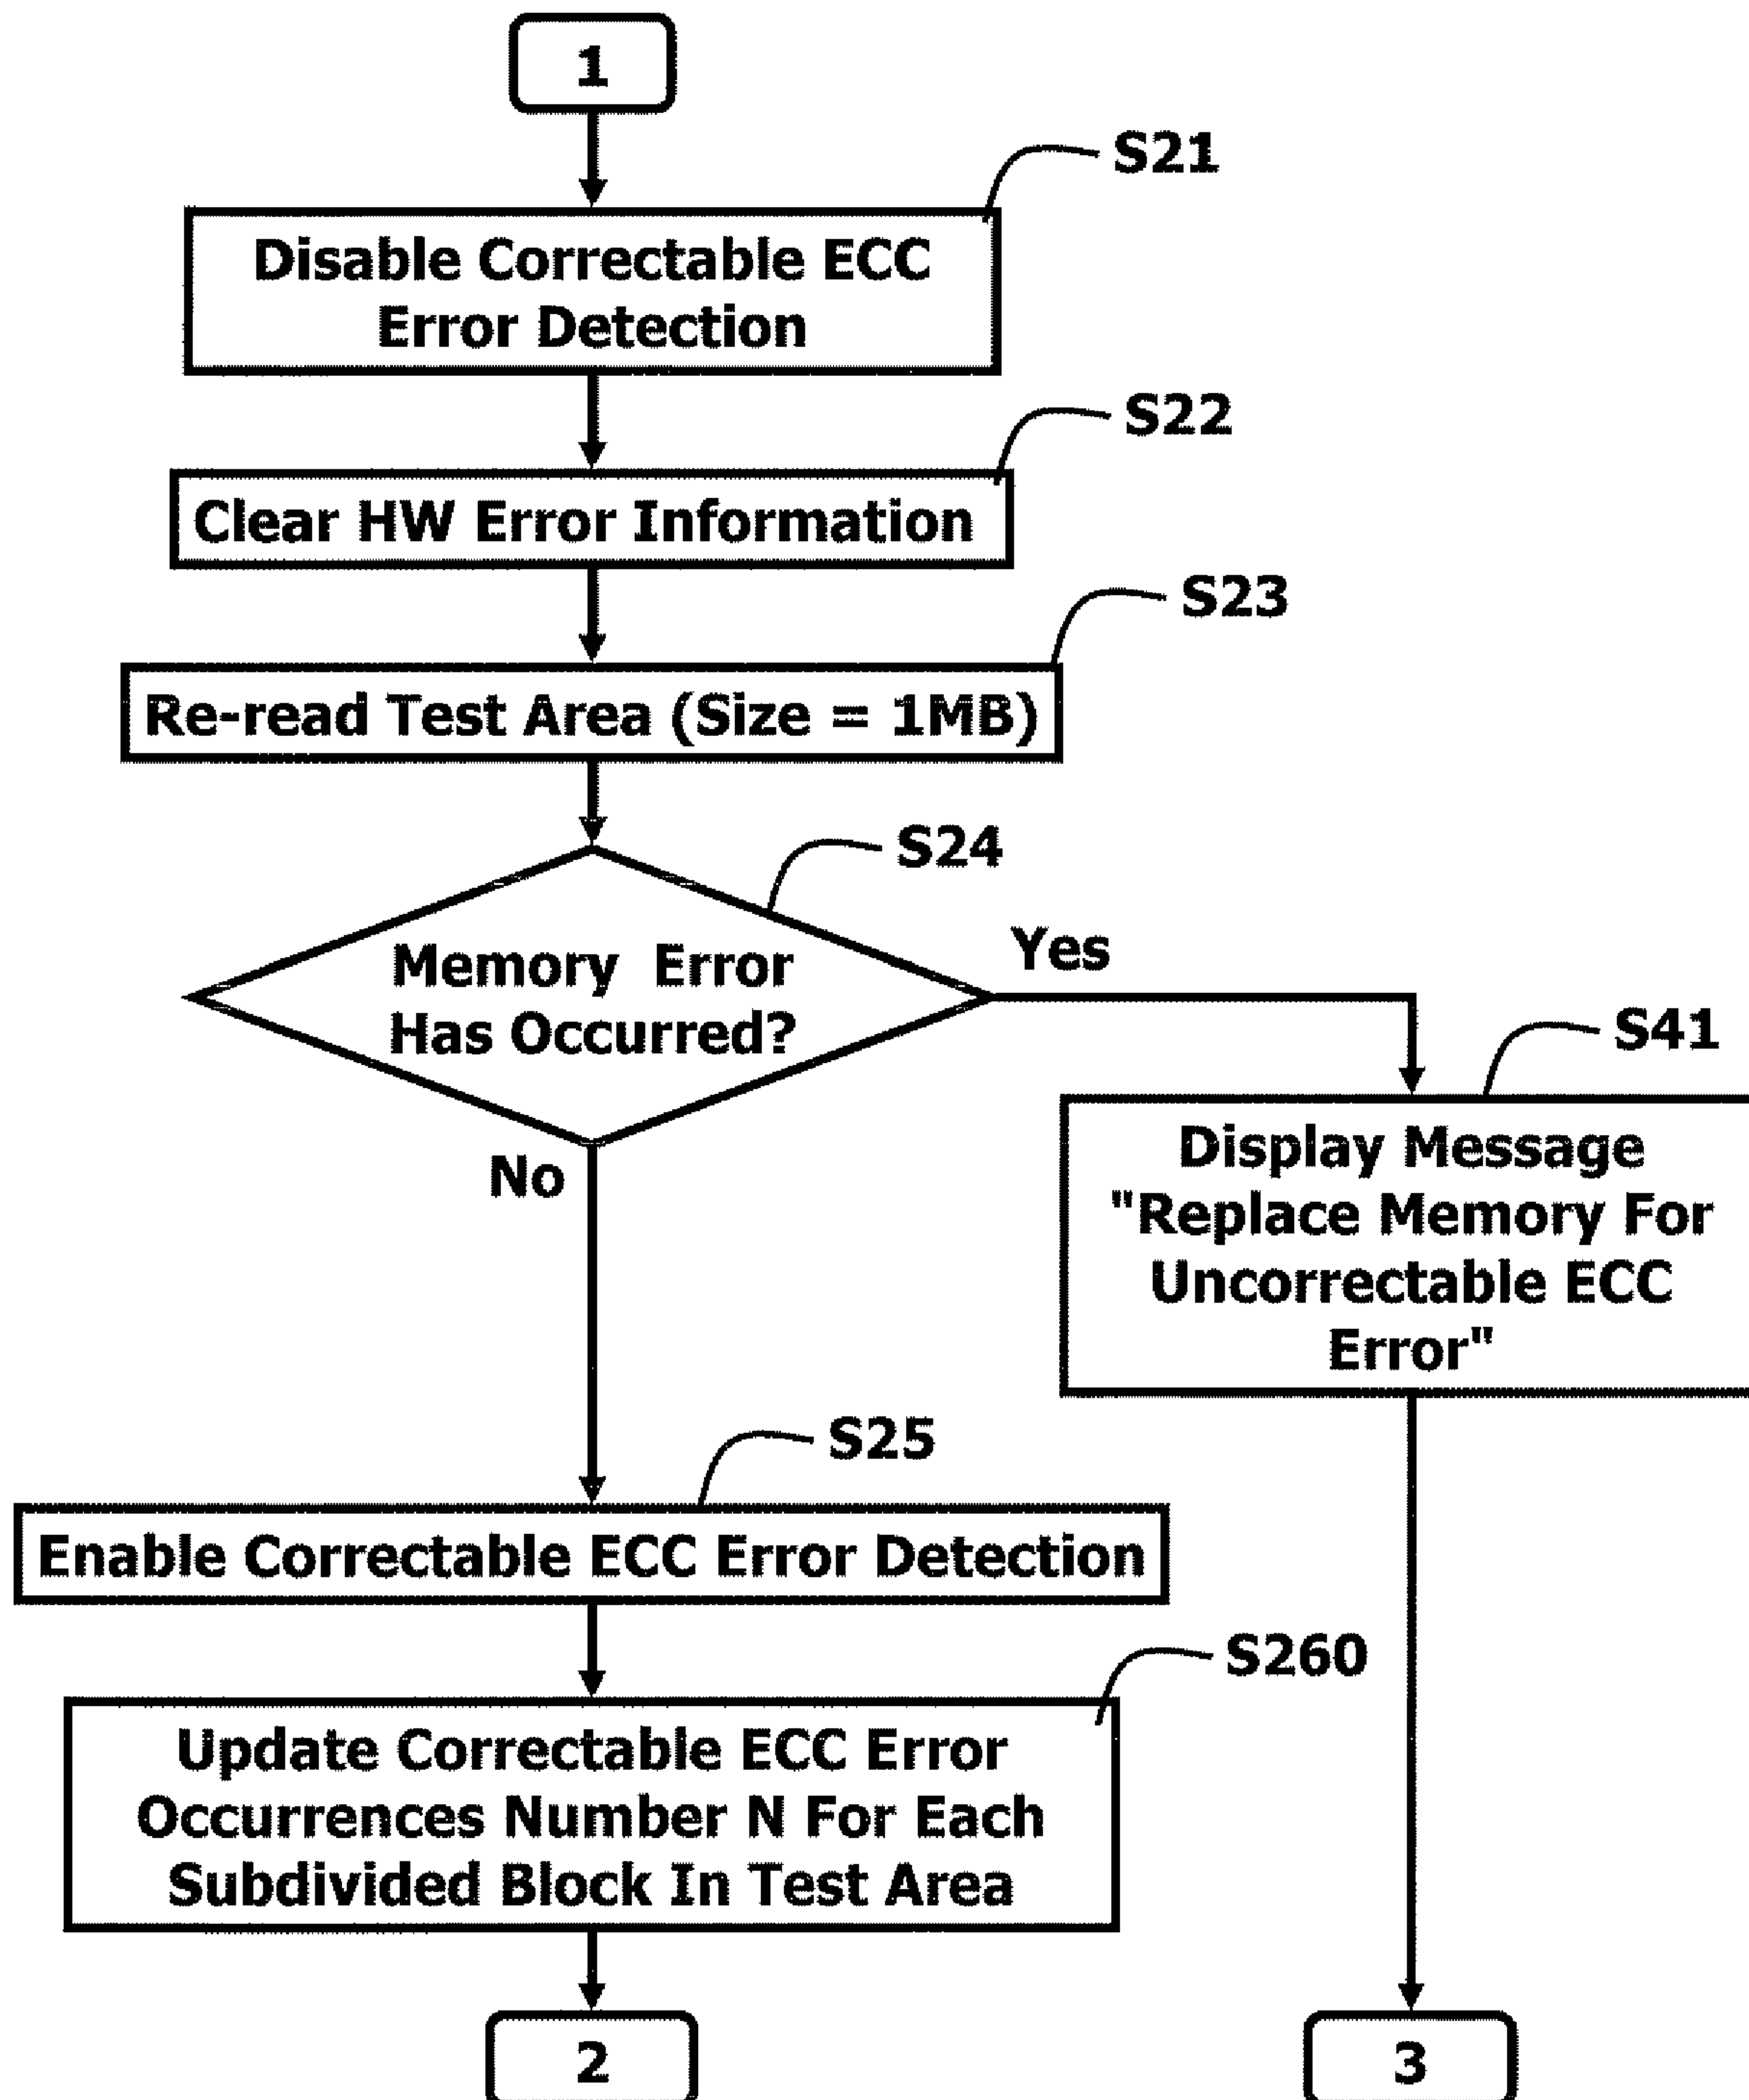 1
S21
Disable Correctable ECC
Error Detection
S22
Clear HW Error Information
S23
Re-read Test Area (Size = 1MB)
S24
Memory Error
Has Occurred?
Yes
No
S41
Display Message
"Replace Memory For
Uncorrectable ECC
Error"
S25
Enable Correctable ECC Error Detection
S260
Update Correctable ECC Error
Occurrences Number N For Each
Subdivided Block In Test Area
2
3